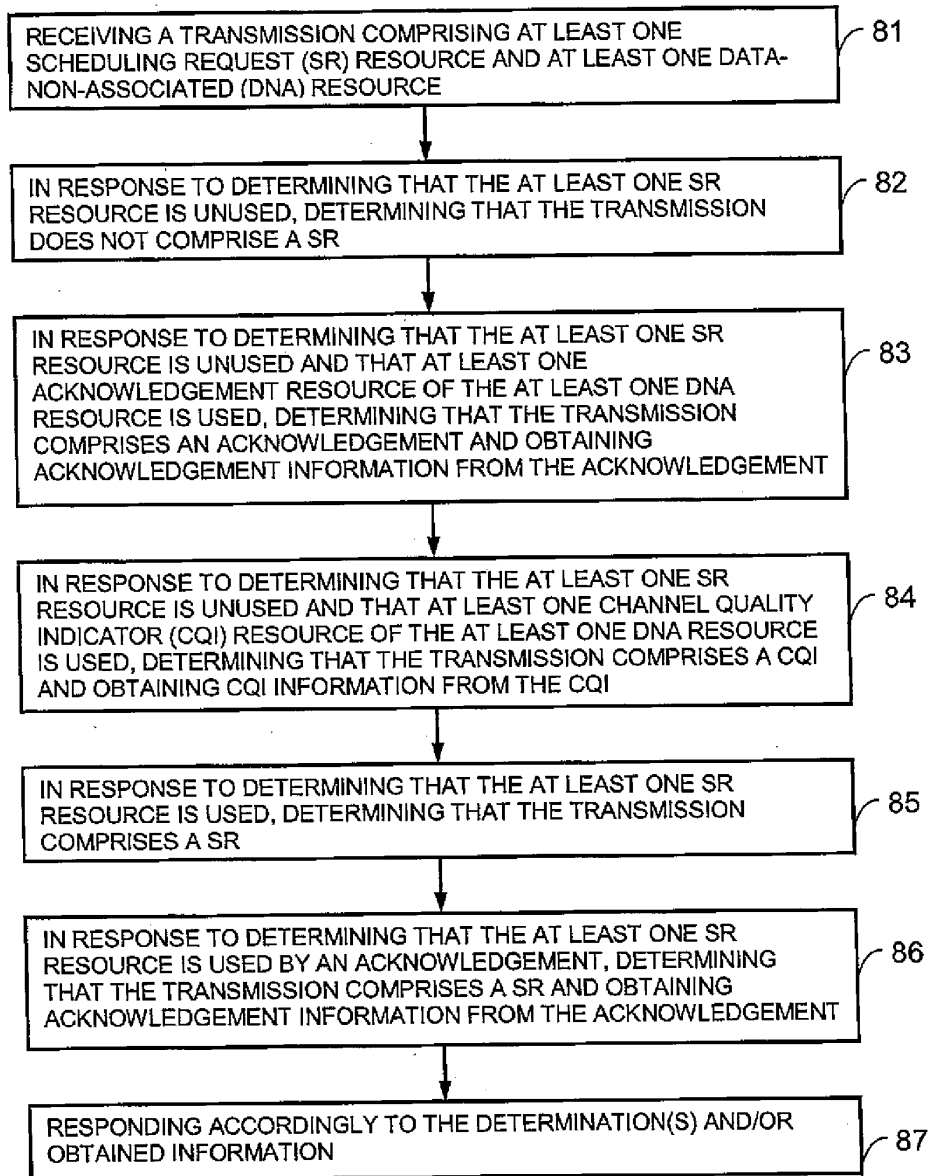 RECEIVING A TRANSMISSION COMPRISING AT LEAST ONE
SCHEDULING REQUEST (SR) RESOURCE AND AT LEAST ONE DATA-
NON-ASSOCIATED (DNA) RESOURCE
81
IN RESPONSE TO DETERMINING THAT THE AT LEAST ONE SR
RESOURCE IS UNUSED, DETERMINING THAT THE TRANSMISSION
DOES NOT COMPRISE A SR
82
IN RESPONSE TO DETERMINING THAT THE AT LEAST ONE SR
RESOURCE IS UNUSED AND THAT AT LEAST ONE
ACKNOWLEDGEMENT RESOURCE OF THE AT LEAST ONE DNA
RESOURCE IS USED, DETERMINING THAT THE TRANSMISSION
COMPRISES AN ACKNOWLEDGEMENT AND OBTAINING
ACKNOWLEDGEMENT INFORMATION FROM THE ACKNOWLEDGEMENT
83
IN RESPONSE TO DETERMINING THAT THE AT LEAST ONE SR
RESOURCE IS UNUSED AND THAT AT LEAST ONE CHANNEL QUALITY
INDICATOR (CQI) RESOURCE OF THE AT LEAST ONE DNA RESOURCE
IS USED, DETERMINING THAT THE TRANSMISSION COMPRISES A CQI
AND OBTAINING CQI INFORMATION FROM THE CQI
84
IN RESPONSE TO DETERMINING THAT THE AT LEAST ONE SR
RESOURCE IS USED, DETERMINING THAT THE TRANSMISSION
COMPRISES A SR
85
IN RESPONSE TO DETERMINING THAT THE AT LEAST ONE SR
RESOURCE IS USED BY AN ACKNOWLEDGEMENT, DETERMINING
THAT THE TRANSMISSION COMPRISES A SR AND OBTAINING
ACKNOWLEDGEMENT INFORMATION FROM THE ACKNOWLEDGEMENT
86
RESPONDING ACCORDINGLY TO THE DETERMINATION(S) AND/OR
OBTAINED INFORMATION
87